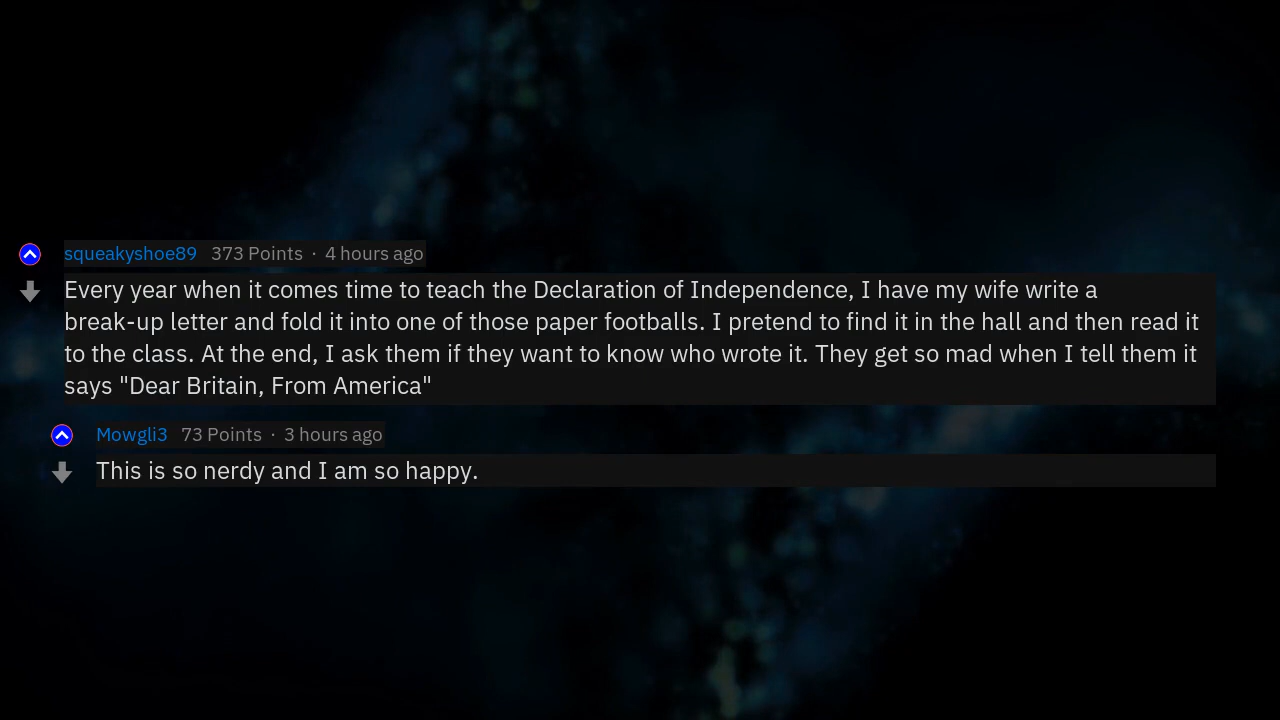 squeakyshoe89 373 Points · 4 hours ago
Every year when it comes time to teach the Declaration of Independence, I have my wife write a
break-up letter and fold it into one of those paper footballs. I pretend to find it in the hall and then read it
to the class. At the end, I ask them if they want to know who wrote it. They get so mad when I tell them it
says "Dear Britain, From America"
Mowgli3 73 Points · 3 hours ago
This is so nerdy and I am so happy.